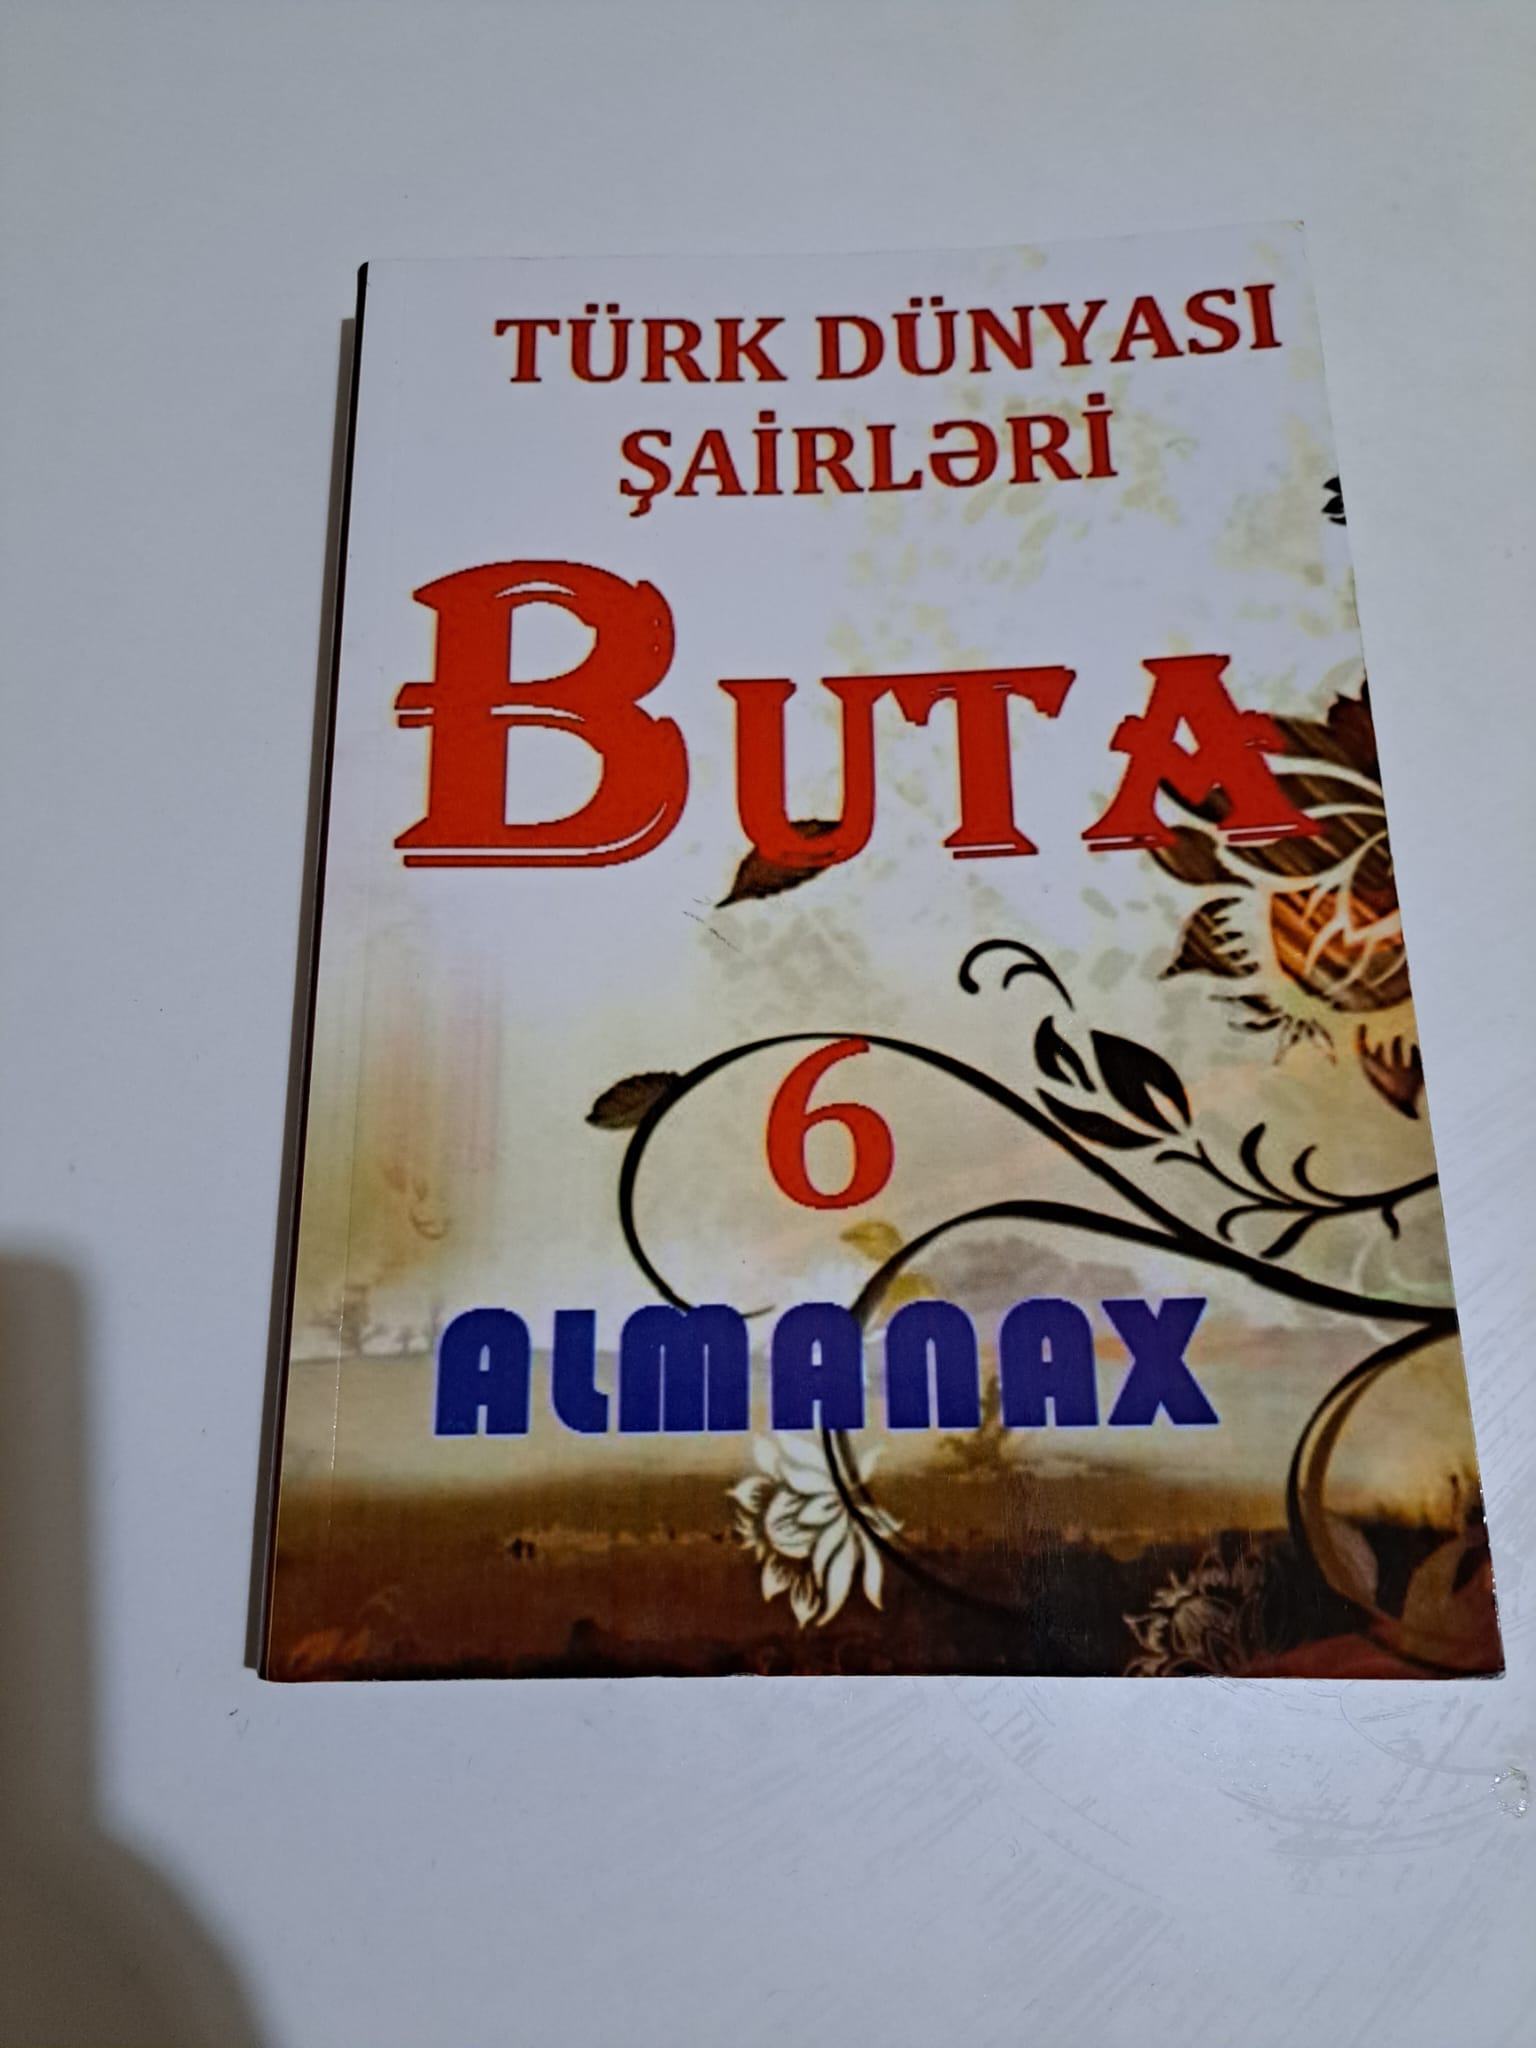 TÜRK DÜNYASI
ŞAİRLƏRİ
BUTA
6
ALMANAX